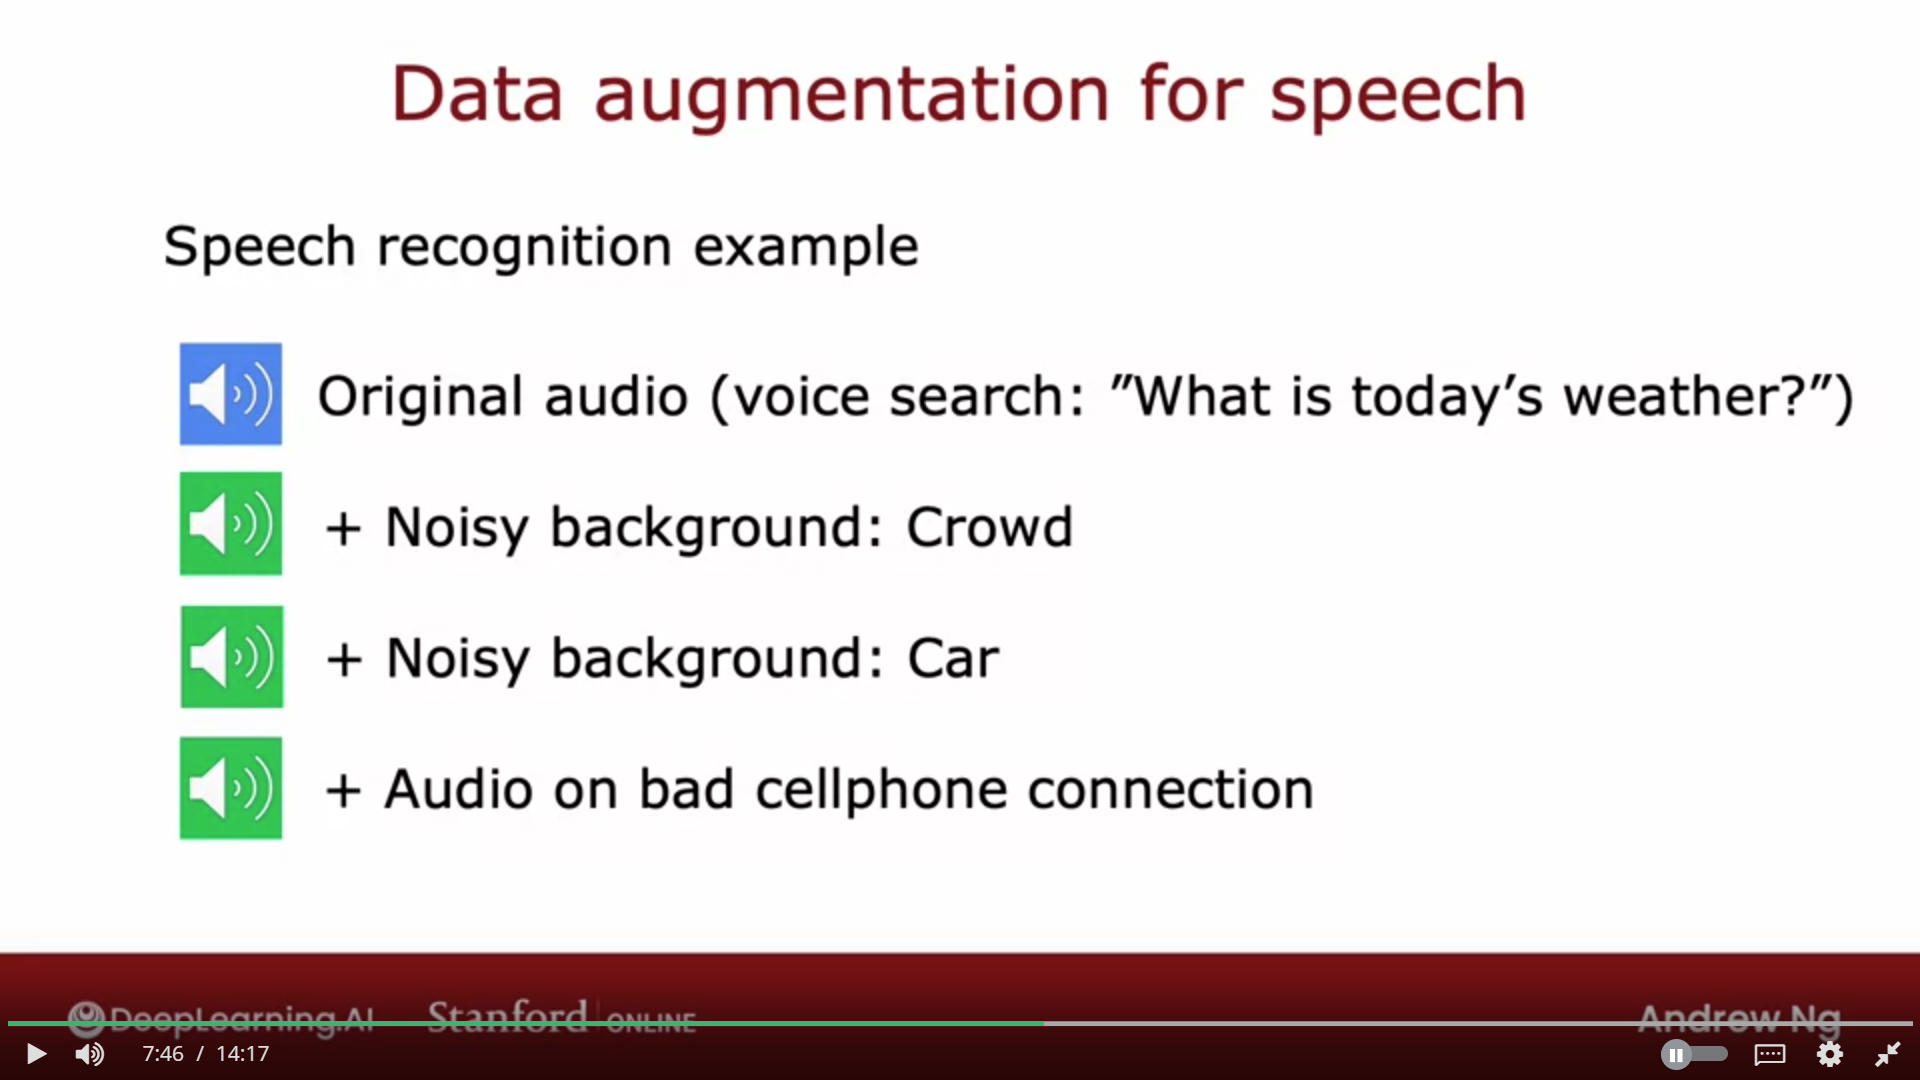 Data augmentation for speech
Speech recognition example
Original audio (voice search: ”What is today’s weather?”)
+ Noisy background: Crowd
+ Noisy background: Car
+ Audio on bad cellphone connection
DeepLearning.AI Stanford ONLINE Andrew Ng
7:46 / 14:17